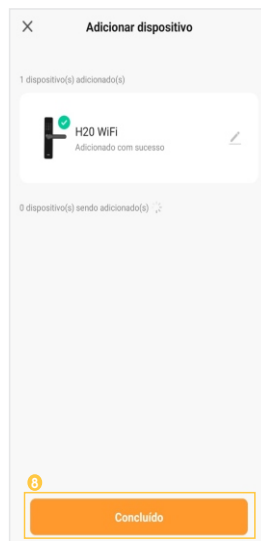 Adicionar dispositivo
1 dispositivo(s) adicionado(s)
H20 WiFi
Adicionado com sucesso
0 dispositivo(s) sendo adicionado(s)
8
Concluído